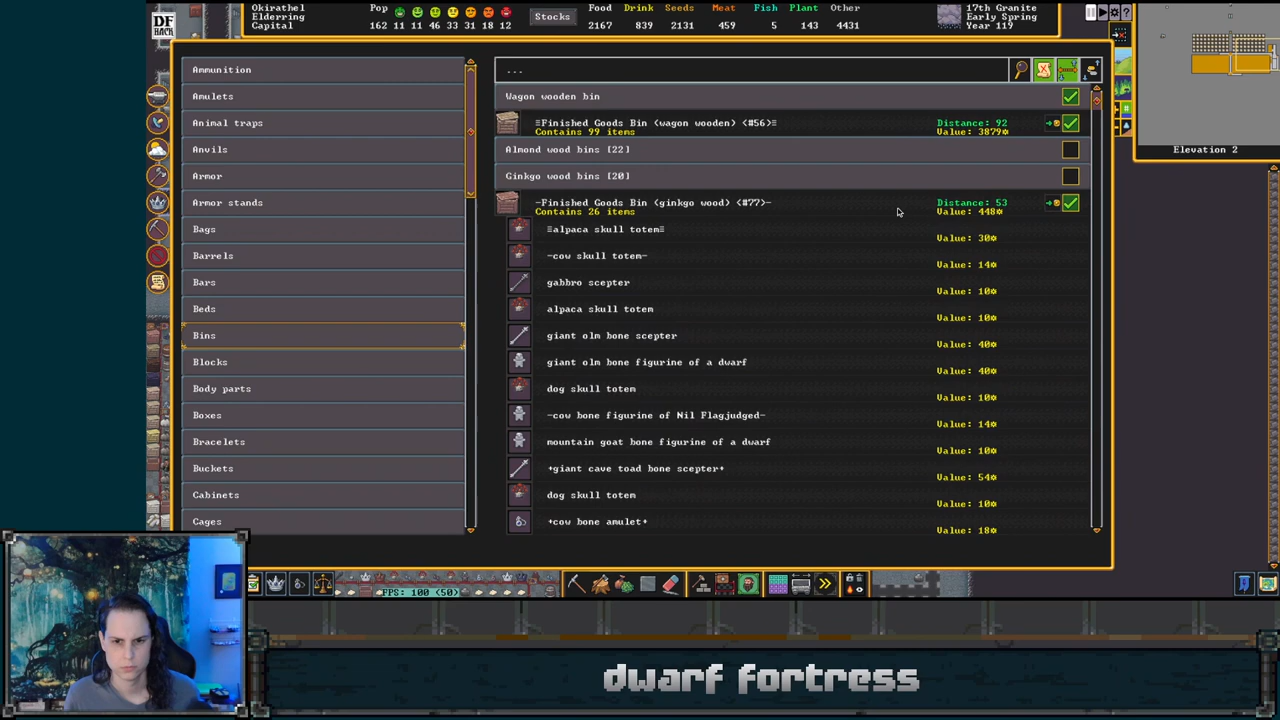 DF
HACK
Okiratel
Elderring
Capital
Pop
162 11 11 46 33 31 18 12
Stocks
Food Drink Seeds Meat Fish Plant Other
2167 839 2131 459 5 143 4431
17th Granite
Early Spring
Year 119
Elevation 2
Ammunition
Amulets
Animal traps
Anvils
Armor
Armor stands
Bags
Barrels
Bars
Beds
Bins
Blocks
Body parts
Boxes
Bracelets
Buckets
Cabinets
Cages
...
Wagon wooden bin
≡Finished Goods Bin (wagon wooden) <#56>≡
Contains 99 items
Distance: 92
Value: 3879☼
Almond wood bins [22]
Ginkgo wood bins [20]
-Finished Goods Bin (ginkgo wood) <#77>-
Contains 26 items
Distance: 53
Value: 448☼
≡alpaca skull totem≡
Value: 30☼
-cow skull totem-
Value: 14☼
gabbro scepter
Value: 10☼
alpaca skull totem
Value: 10☼
giant olm bone scepter
Value: 40☼
giant olm bone figurine of a dwarf
Value: 40☼
dog skull totem
Value: 10☼
-cow bone figurine of Nil Flagjudged-
Value: 14☼
mountain goat bone figurine of a dwarf
Value: 10☼
+giant cave toad bone scepter+
Value: 54☼
dog skull totem
Value: 10☼
+cow bone amulet+
Value: 18☼
FPS: 100 (50)
dwarf fortress